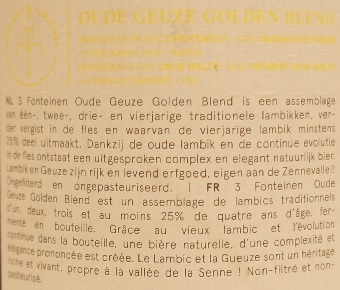 OUDE GEUZE GOLDEN BLEND
NL 3 Fonteinen Oude Geuze Golden Blend is een assemblage
van één-, twee-, drie- en vierjarige traditionele lambikken, ver-
der vergist in de fles en waarvan de vierjarige lambik minstens
25% deel uitmaakt. Dankzij de oude lambik en de continue evolutie
in de fles ontstaat een uitgesproken complex en elegant natuurlijk bier.
Lambik en Geuze zijn rijk en levend erfgoed, eigen aan de Zennevallei!
Ongefilterd en ongepasteuriseerd. | FR 3 Fonteinen Oude
Geuze Golden Blend est un assemblage de lambics traditionnels
d'un, deux, trois et au moins 25% de quatre ans d'âge, fer-
menté en bouteille. Grâce au vieux lambic et l'évolution
continue dans la bouteille, une bière naturelle, d'une complexité et
élégance prononcée est créée. Le Lambic et la Gueuze sont un héritage
riche et vivant, propre à la vallée de la Senne ! Non-filtré et non-
pasteurisé.